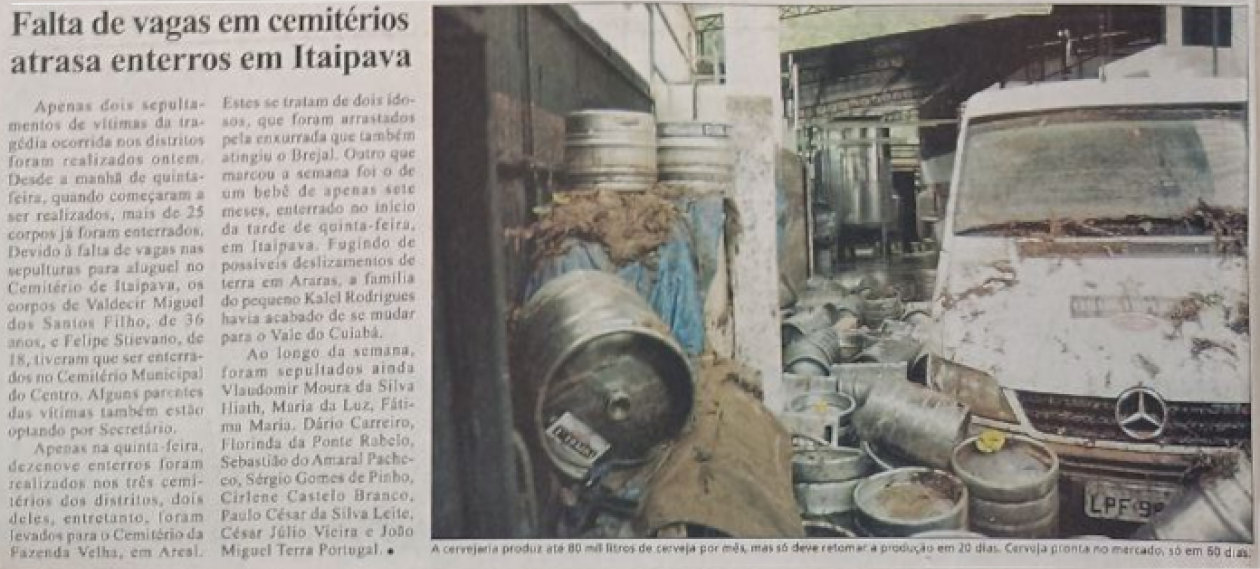 Falta de vagas em cemitérios
atrasa enterros em Itaipava
Apenas dois sepulta-
mentos de vítimas da tra-
gédia ocorrida nos distritos
foram realizados ontem.
Desde a manhã de quinta-
feira, quando começaram a
ser realizados, mais de 25
corpos já foram enterrados.
Devido à falta de vagas nas
sepulturas para aluguel no
Cemitério de Itaipava, os
corpos de Valdecir Miguel
dos Santos Filho, de 36
anos, e Felipe Stievano, de
18, tiveram que ser enterra-
dos no Cemitério Municipal
do Centro. Alguns parentes
das vítimas também estão
optando por Secretário.
Apenas na quinta-feira,
dezenove enterros foram
realizados nos três cemi-
térios dos distritos, dois
deles, entretanto, foram
levados para o Cemitério da
Fazenda Velha, em Areal.
Estes se tratam de dois ido-
sos, que foram arrastados
pela enxurrada que também
atingiu o Brejal. Outro que
marcou a semana foi o de
um bebê de apenas sete
meses, enterrado no início
da tarde de quinta-feira,
em Itaipava. Fugindo de
possíveis deslizamentos de
terra em Araras, a família
do pequeno Kalel Rodrigues
havia acabado de se mudar
para o Vale do Cuiabá.
Ao longo da semana,
foram sepultados ainda
Vlaudomir Moura da Silva
Hiath, Maria da Luz, Fáti-
ma Maria. Dário Carreiro,
Florinda da Ponte Rabelo,
Sebastião do Amaral Pache-
co, Sérgio Gomes de Pinho,
Cirlene Castelo Branco,
Paulo César da Silva Leite,
César Júlio Vieira e João
Miguel Terra Portugal. •
LPF 9
A cervejaria produz até 80 mil litros de cerveja por mês, mas só deve retomar a produção em 20 dias. Cerveja pronta no mercado, só em 60 dias.